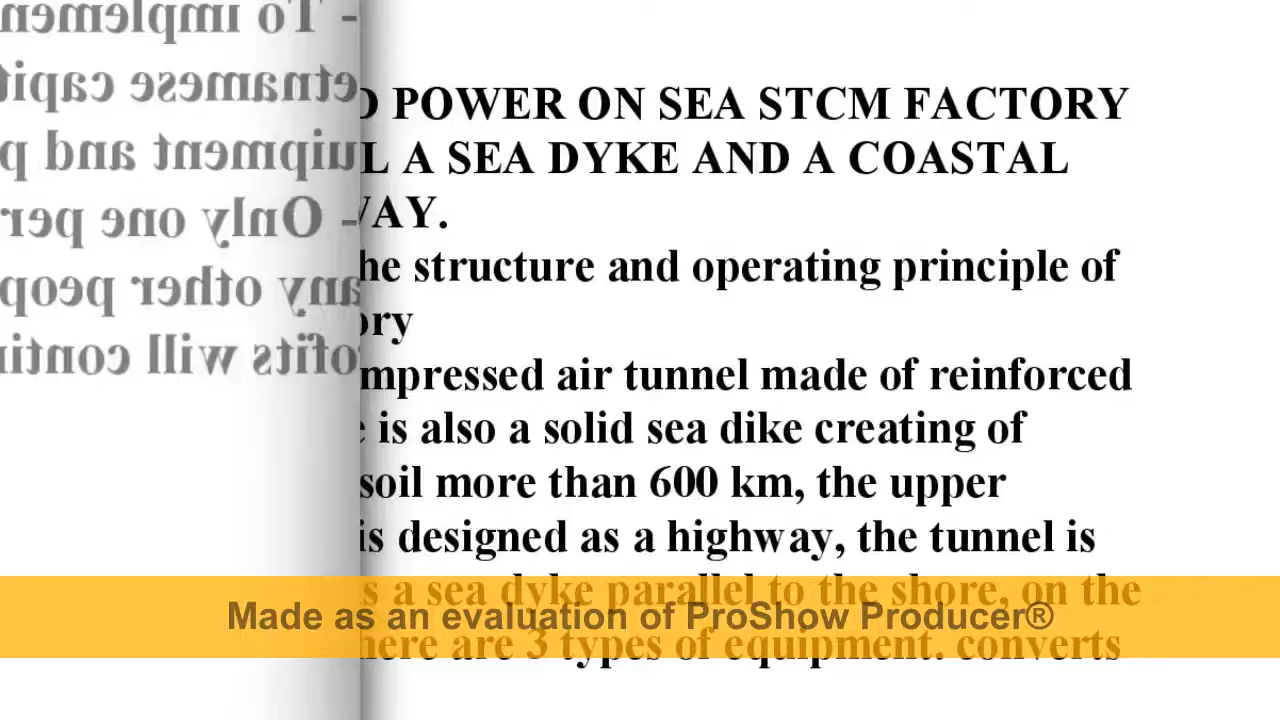 - To implemen
etnamese capit
uipment and p
- Only one per
any other peop
ofits will contin
POWER ON SEA STCM FACTORY
L A SEA DYKE AND A COASTAL
WAY.
he structure and operating principle of
ory
mpressed air tunnel made of reinforced
e is also a solid sea dike creating of
soil more than 600 km, the upper
is designed as a highway, the tunnel is
s a sea dyke parallel to the shore, on the
Made as an evaluation of ProShow Producer®
here are 3 types of equipment. converts